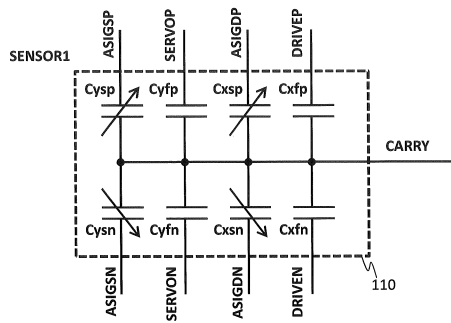 ASIGSP
SERVOP
ASIGDP
DRIVEP
SENSOR1
Cysp
Cyfp
Cxsp
Cxfp
CARRY
Cysn
Cyfn
Cxsn
Cxfn
ASIGSN
SERVON
ASIGDN
DRIVEN
110